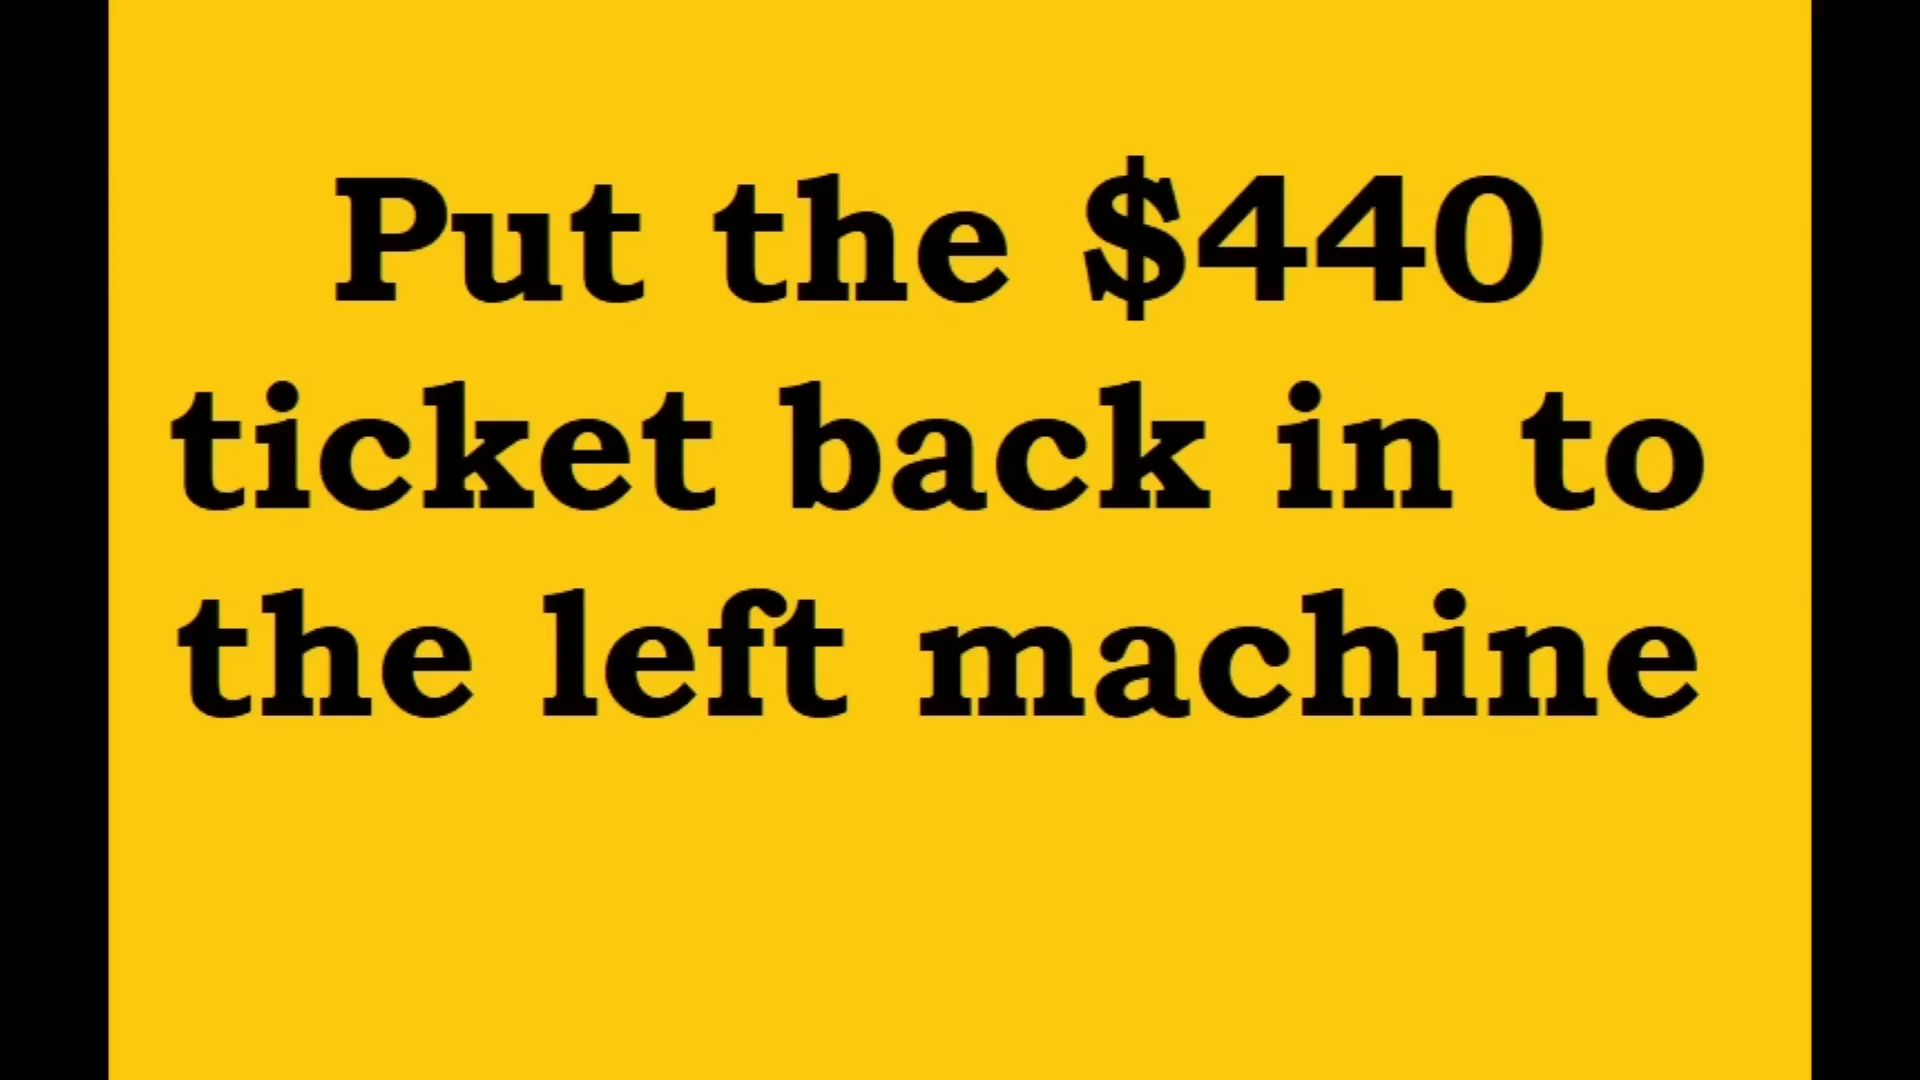 Put the $440
ticket back in to
the left machine